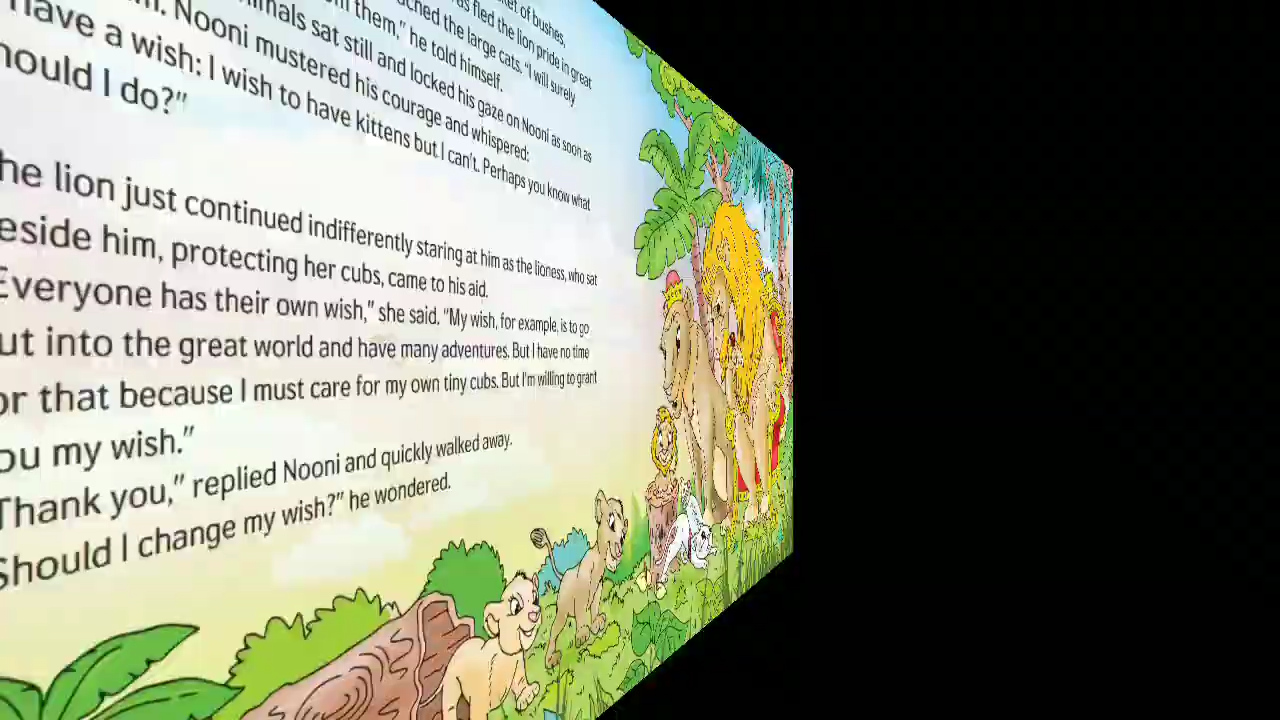 ket of bushes,
as fled the lion pride in great
ched the large cats. "I will surely
them," he told himself.
sat still and locked his gaze on Nooni as soon as
Nooni mustered his courage and whispered:
have a wish: I wish to have kittens but I can't. Perhaps you know what
hould I do?"
he lion just continued indifferently staring at him as the lioness, who sat
eside him, protecting her cubs, came to his aid.
Everyone has their own wish," she said. "My wish, for example, is to go
ut into the great world and have many adventures. But I have no time
or that because I must care for my own tiny cubs. But I'm willing to grant
ou my wish."
Thank you," replied Nooni and quickly walked away.
Should I change my wish?" he wondered.